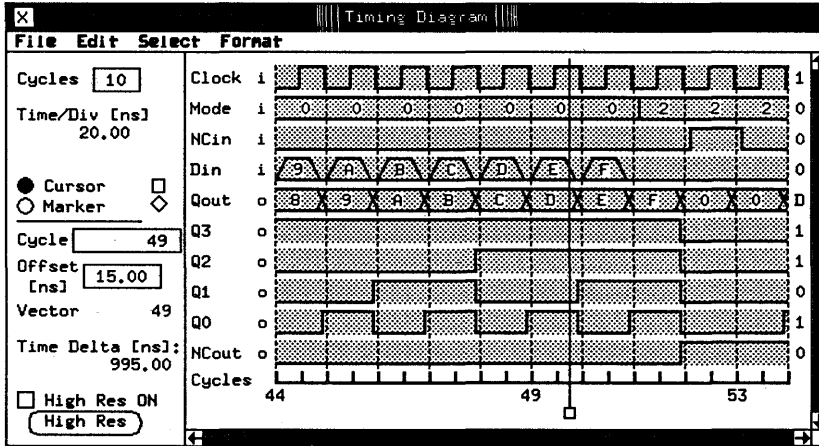 Timing Diagram
File Edit Select Format
Cycles 10
Time/Div [ns]
20.00
Cursor
Marker
Cycle 49
Offset [ns] 15.00
Vector 49
Time Delta [ns]:
995.00
High Res ON
High Res
Clock i 1
Mode i 0 0 0 0 0 0 0 2 2 2 0
NCin i 0
Din i 9 A B C D E F 0
Qout o 8 9 A B C D E F 0 0 D
Q3 o 1
Q2 o 1
Q1 o 0
Q0 o 1
NCout o 0
Cycles
44 49 53